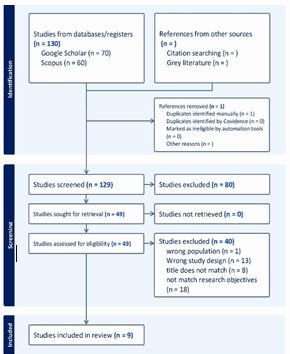 Studies from databases/registers
(n = 130)
Google Scholar (n = 70)
Scopus (n = 60)
References from other sources
(n = )
Citation searching (n = )
Grey literature (n = )
Identification
References removed (n = 1)
Duplicates identified manually (n = 1)
Duplicates identified by Covidence (n = 0)
Marked as ineligible by automation tools
(n = 0)
Other reasons (n = )
Screening
Studies screened (n = 129)
Studies excluded (n = 80)
Studies sought for retrieval (n = 49)
Studies not retrieved (n = 0)
Studies assessed for eligibility (n = 49)
Studies excluded (n = 40)
wrong population (n = 1)
Wrong study design (n = 13)
title does not match (n = 8)
not match research objectives
(n = 18)
Included
Studies included in review (n = 9)